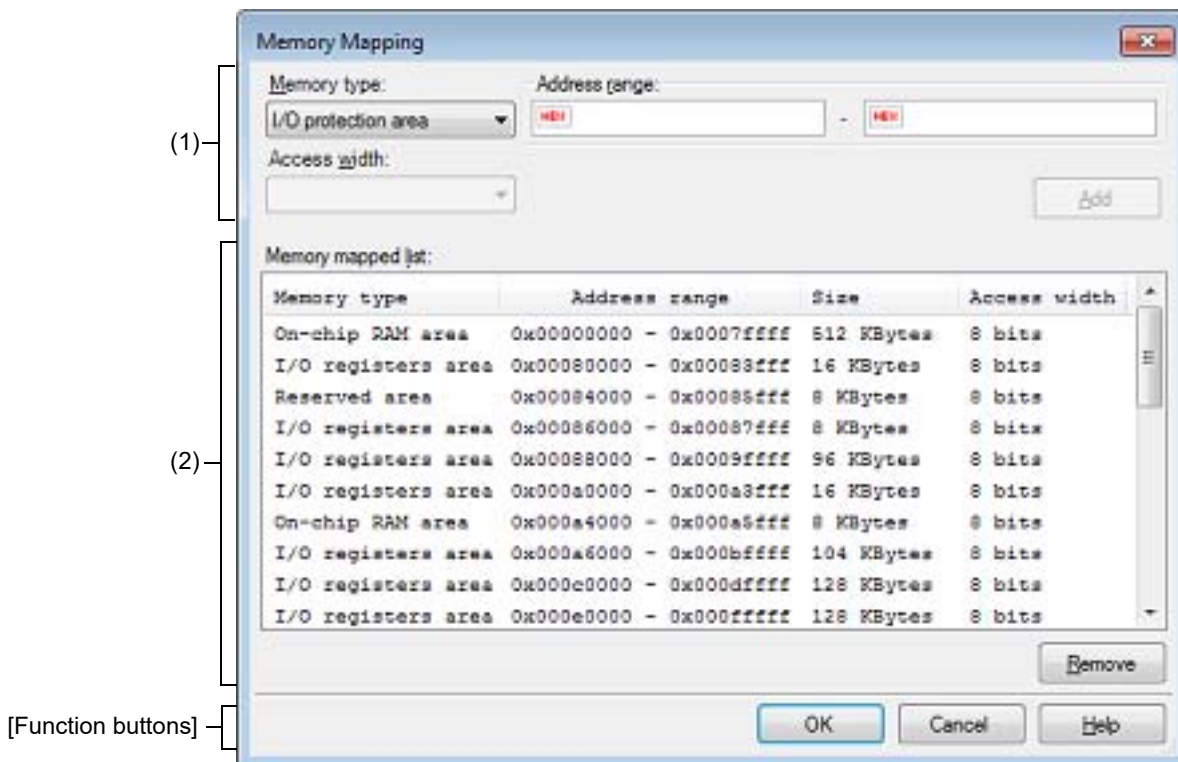 Memory Mapping
Memory type:
Address range:
I/O protection area
HEX
-
HEX
(1)
Access width:
Add
(2)
Memory mapped list:
Memory type Address range Size Access width
On-chip RAM area 0x00000000 - 0x0007ffff 512 KBytes 8 bits
I/O registers area 0x00080000 - 0x00083fff 16 KBytes 8 bits
Reserved area 0x00084000 - 0x00085fff 8 KBytes 8 bits
I/O registers area 0x00086000 - 0x00087fff 8 KBytes 8 bits
I/O registers area 0x00088000 - 0x0009ffff 96 KBytes 8 bits
I/O registers area 0x000a0000 - 0x000a3fff 16 KBytes 8 bits
On-chip RAM area 0x000a4000 - 0x000a5fff 8 KBytes 8 bits
I/O registers area 0x000a6000 - 0x000bffff 104 KBytes 8 bits
I/O registers area 0x000c0000 - 0x000dffff 128 KBytes 8 bits
I/O registers area 0x000e0000 - 0x000fffff 128 KBytes 8 bits
Remove
[Function buttons]
OK
Cancel
Help